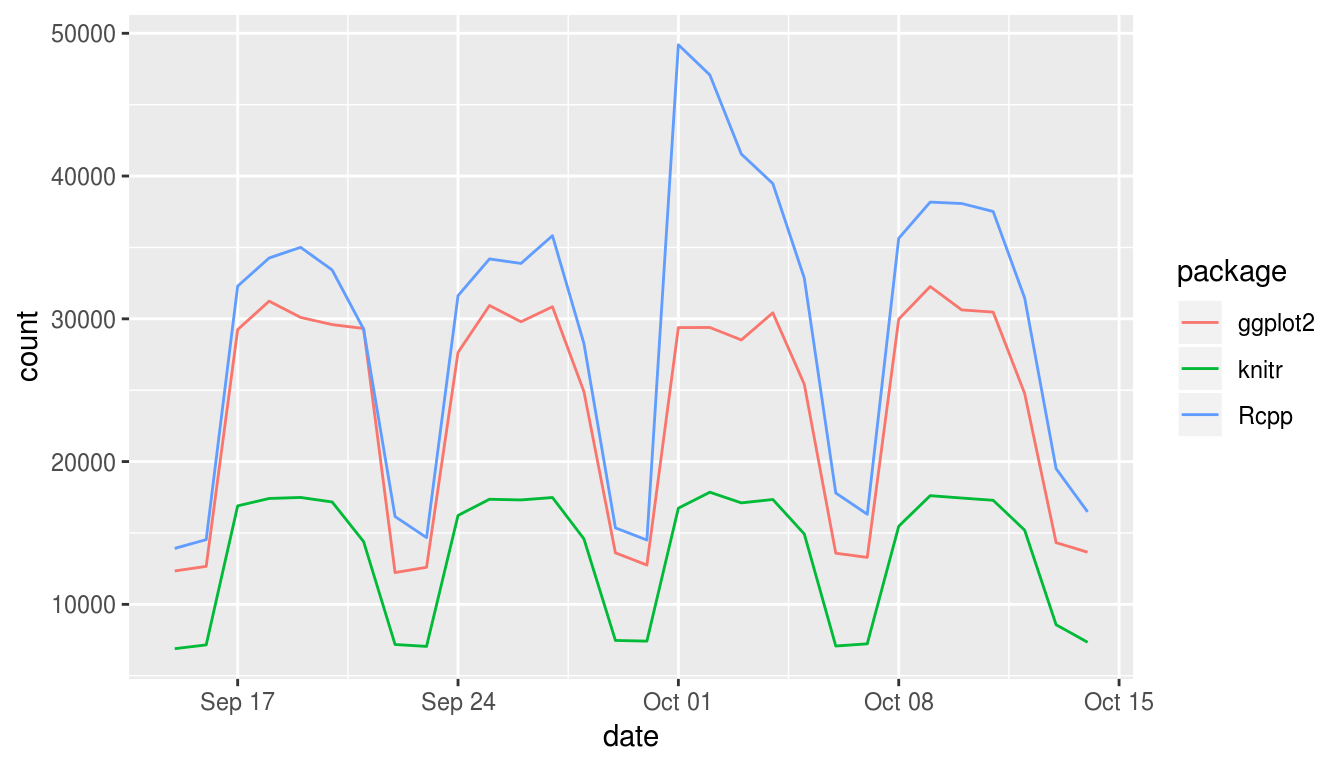 50000
40000
30000
20000
10000
count
Sep 17
Sep 24
Oct 01
Oct 08
Oct 15
date
package
ggplot2
knitr
Rcpp